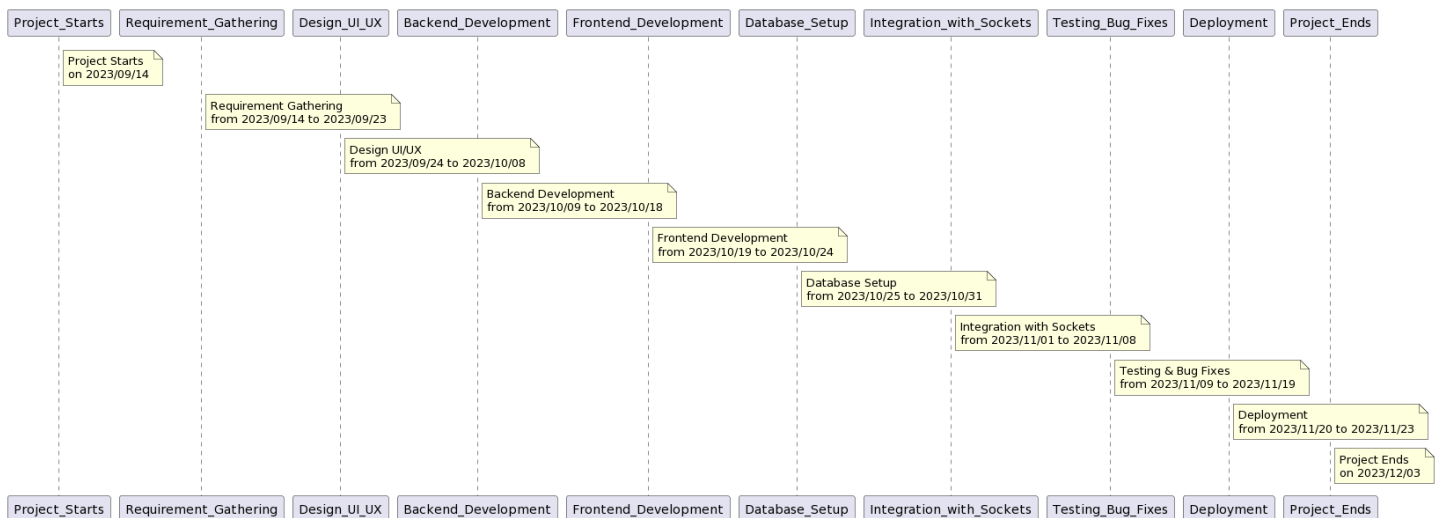 Project_Starts Requirement_Gathering Design_UI_UX Backend_Development Frontend_Development Database_Setup Integration_with_Sockets Testing_Bug_Fixes Deployment Project_Ends
Project Starts
on 2023/09/14
Requirement Gathering
from 2023/09/14 to 2023/09/23
Design UI/UX
from 2023/09/24 to 2023/10/08
Backend Development
from 2023/10/09 to 2023/10/18
Frontend Development
from 2023/10/19 to 2023/10/24
Database Setup
from 2023/10/25 to 2023/10/31
Integration with Sockets
from 2023/11/01 to 2023/11/08
Testing & Bug Fixes
from 2023/11/09 to 2023/11/19
Deployment
from 2023/11/20 to 2023/11/23
Project Ends
on 2023/12/03
Project_Starts Requirement_Gathering Design_UI_UX Backend_Development Frontend_Development Database_Setup Integration_with_Sockets Testing_Bug_Fixes Deployment Project_Ends